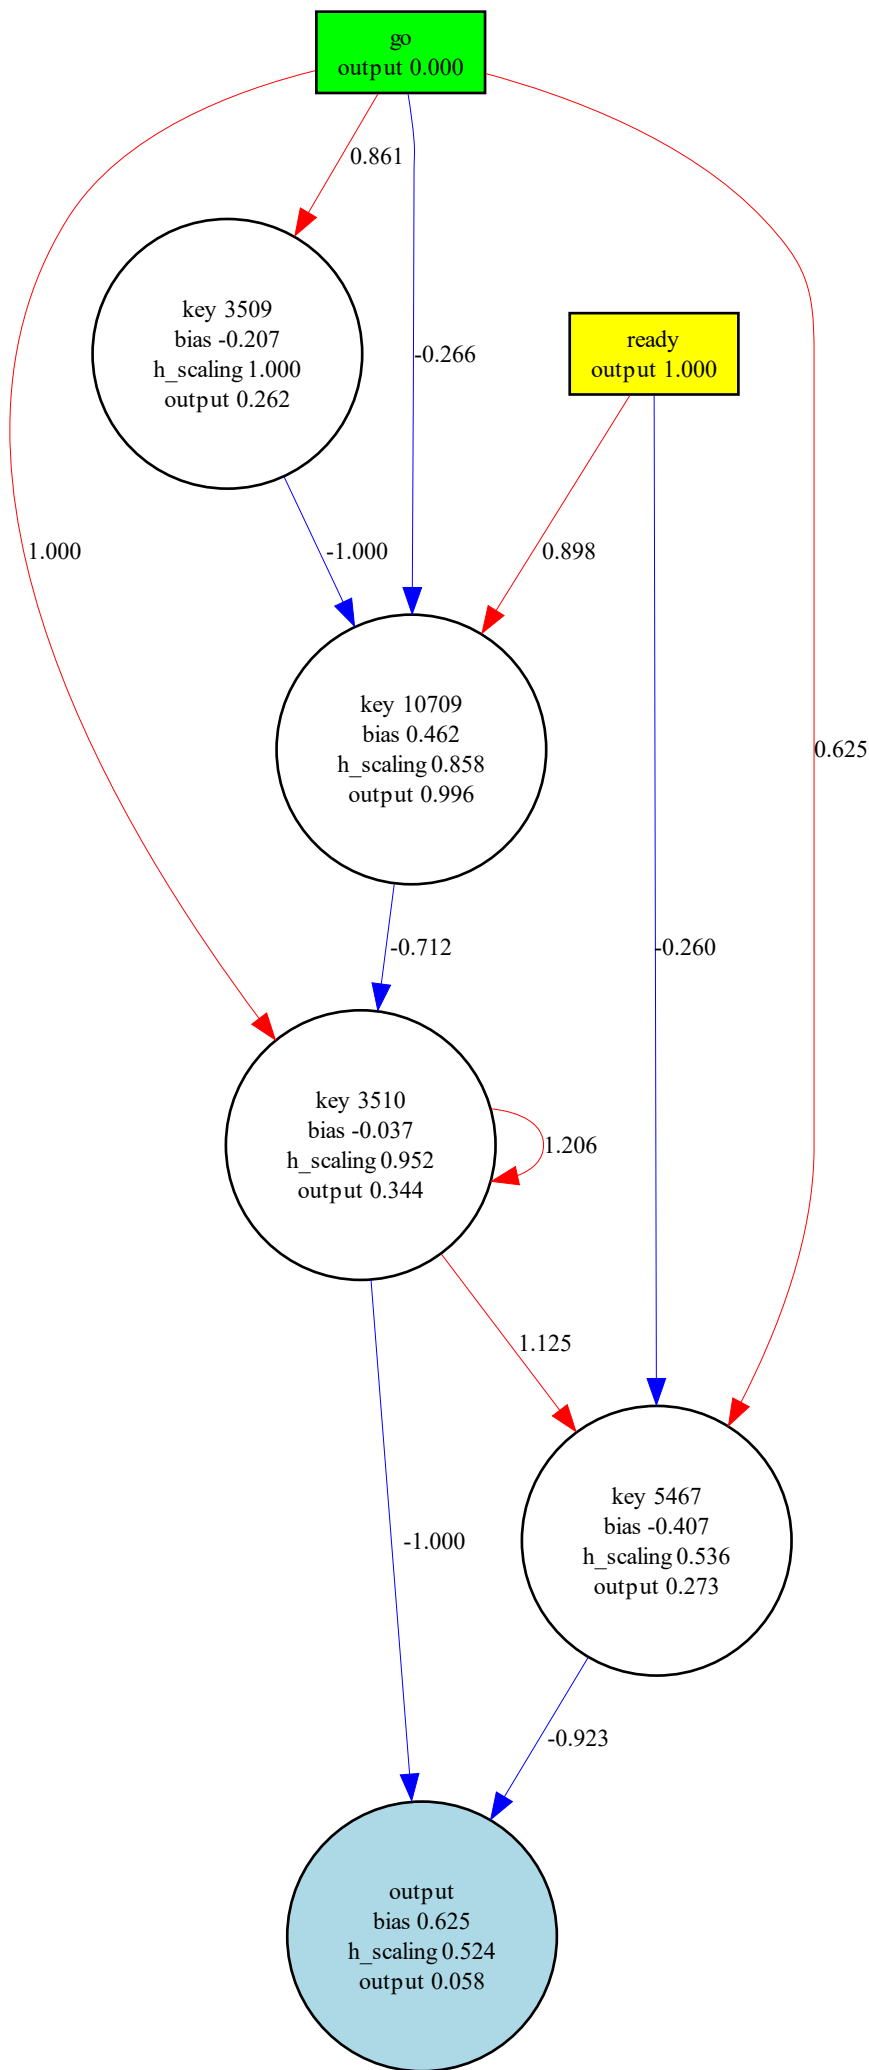 go
output 0.000
0.861
key 3509
bias -0.207
h_scaling 1.000
output 0.262
-0.266
ready
output 1.000
1.000
-1.000
0.898
key 10709
bias 0.462
h_scaling 0.858
output 0.996
0.625
-0.712
-0.260
key 3510
bias -0.037
h_scaling 0.952
output 0.344
1.206
1.125
key 5467
bias -0.407
h_scaling 0.536
output 0.273
-1.000
-0.923
output
bias 0.625
h_scaling 0.524
output 0.058